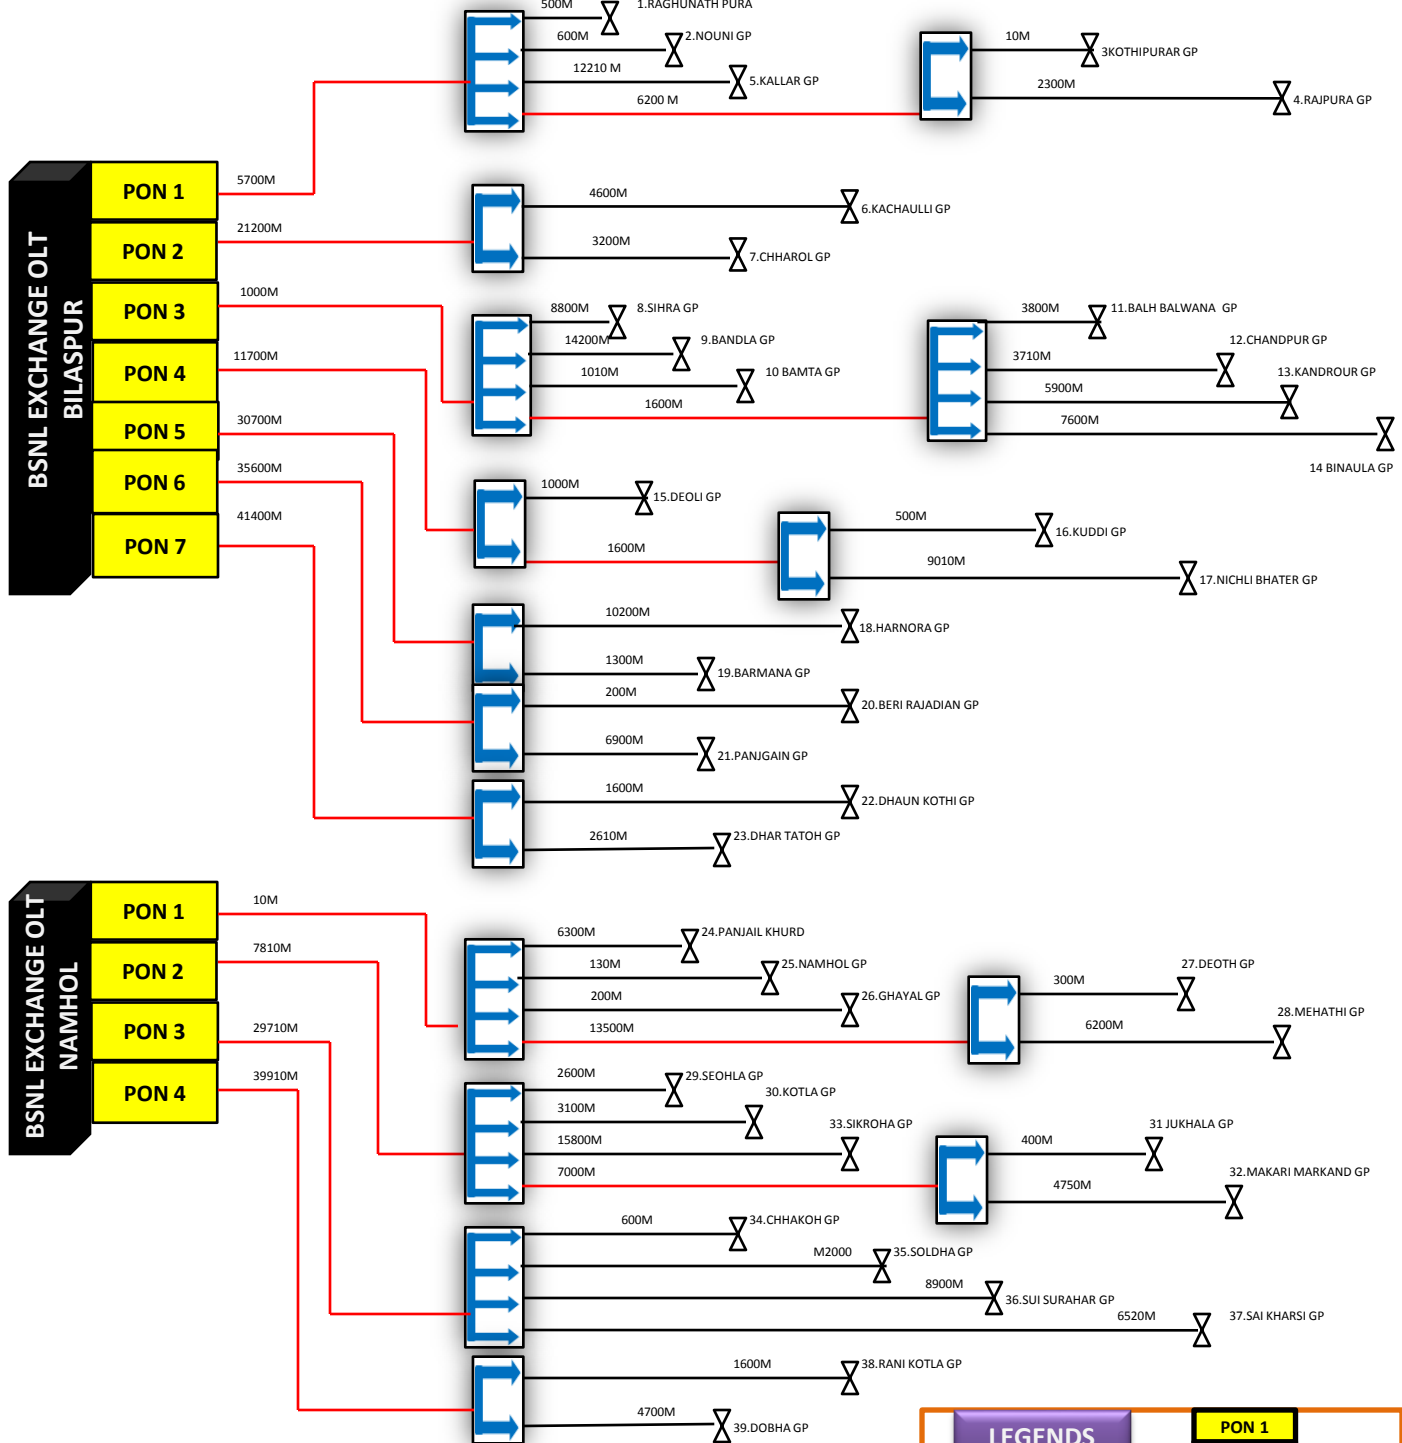 500M
1.RAGHUNATH PURA
600M
2.NOUNI GP
12210 M
5.KALLAR GP
6200 M
10M
3KOTHIPURAR GP
2300M
4.RAJPURA GP
BSNL EXCHANGE OLT
BILASPUR
PON 1
5700M
PON 2
21200M
PON 3
1000M
PON 4
11700M
PON 5
30700M
PON 6
35600M
PON 7
41400M
4600M
6.KACHAULLI GP
3200M
7.CHHAROL GP
8800M
8.SIHRA GP
14200M
9.BANDLA GP
1010M
10 BAMTA GP
1600M
3800M
11.BALH BALWANA GP
3710M
12.CHANDPUR GP
5900M
13.KANDROUR GP
7600M
14 BINAULA GP
1000M
15.DEOLI GP
1600M
500M
16.KUDDI GP
9010M
17.NICHLI BHATER GP
10200M
18.HARNORA GP
1300M
19.BARMANA GP
200M
20.BERI RAJADIAN GP
6900M
21.PANJGAIN GP
1600M
22.DHAUN KOTHI GP
2610M
23.DHAR TATOH GP
BSNL EXCHANGE OLT
NAMHOL
PON 1
10M
PON 2
7810M
PON 3
29710M
PON 4
39910M
6300M
24.PANJAIL KHURD
130M
25.NAMHOL GP
200M
26.GHAYAL GP
13500M
300M
27.DEOTH GP
6200M
28.MEHATHI GP
2600M
29.SEOHLA GP
3100M
30.KOTLA GP
15800M
33.SIKROHA GP
7000M
400M
31 JUKHALA GP
4750M
32.MAKARI MARKAND GP
600M
34.CHHAKOH GP
M2000
35.SOLDHA GP
8900M
36.SUI SURAHAR GP
6520M
37.SAI KHARSI GP
1600M
38.RANI KOTLA GP
4700M
39.DOBHA GP
LEGENDS
PON 1